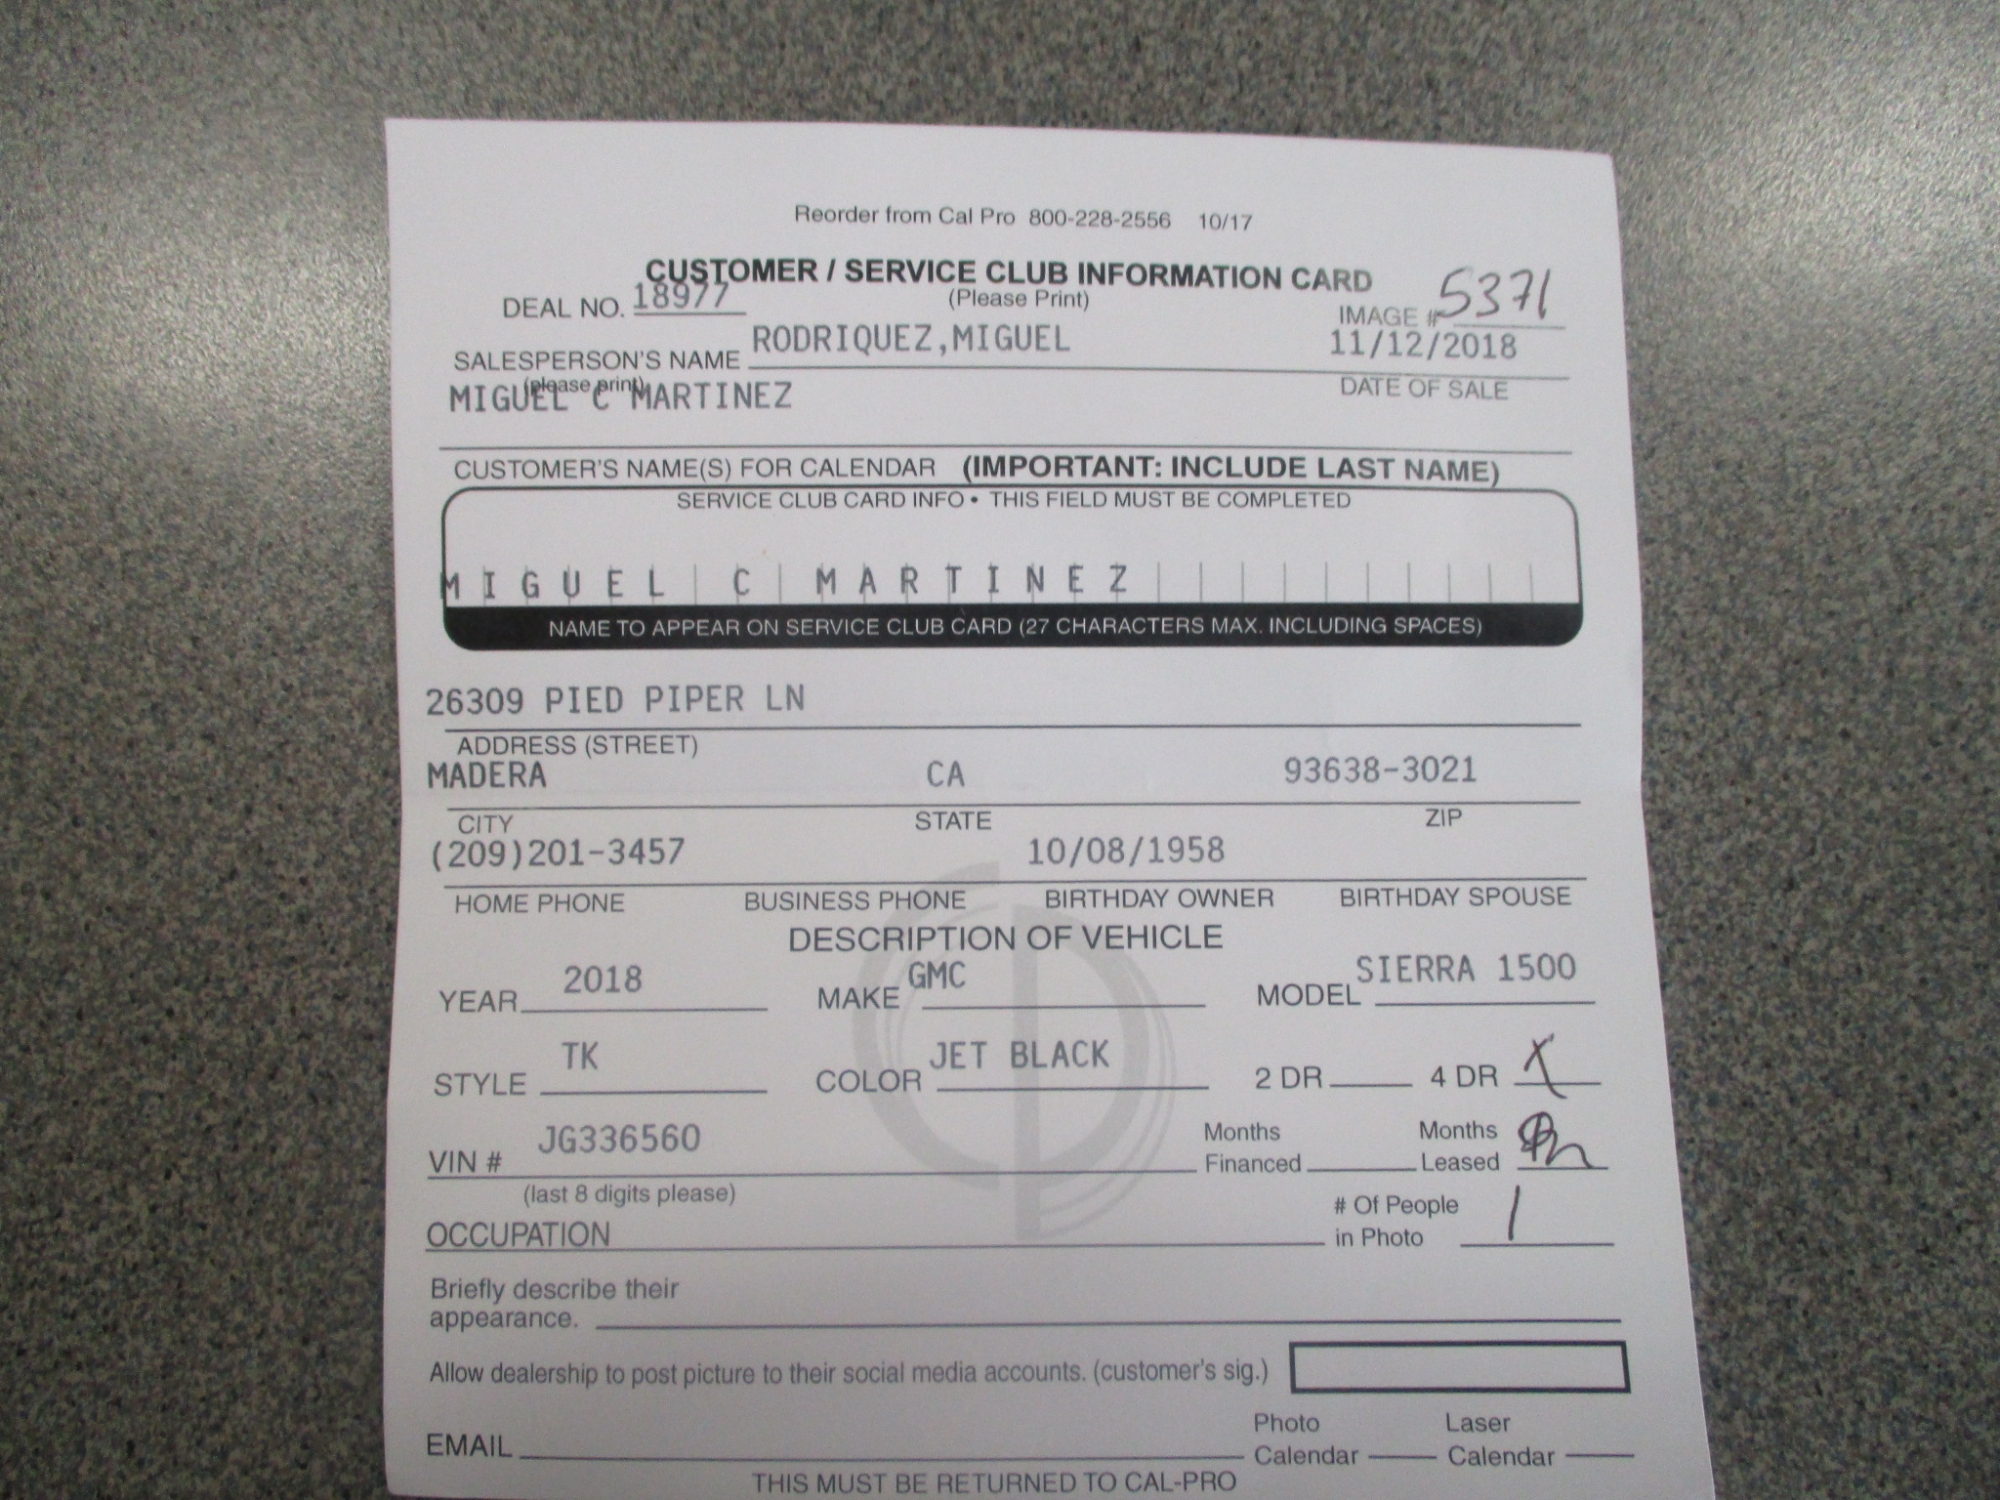 Reorder from Cal Pro 800-228-2556 10/17
CUSTOMER / SERVICE CLUB INFORMATION CARD
DEAL NO. 18977 (Please Print) IMAGE # 5371
SALESPERSON'S NAME RODRIQUEZ,MIGUEL 11/12/2018
(please print) DATE OF SALE
MIGUEL C MARTINEZ
CUSTOMER'S NAME(S) FOR CALENDAR (IMPORTANT: INCLUDE LAST NAME)
SERVICE CLUB CARD INFO • THIS FIELD MUST BE COMPLETED
MIGUEL C MARTINEZ
NAME TO APPEAR ON SERVICE CLUB CARD (27 CHARACTERS MAX. INCLUDING SPACES)
26309 PIED PIPER LN
ADDRESS (STREET)
MADERA CA 93638-3021
CITY STATE ZIP
(209)201-3457 10/08/1958
HOME PHONE BUSINESS PHONE BIRTHDAY OWNER BIRTHDAY SPOUSE
DESCRIPTION OF VEHICLE
YEAR 2018 MAKE GMC MODEL SIERRA 1500
STYLE TK COLOR JET BLACK 2 DR 4 DR X
VIN # JG336560 Months Financed Months Leased
(last 8 digits please)
OCCUPATION # Of People in Photo 1
Briefly describe their
appearance.
Allow dealership to post picture to their social media accounts. (customer's sig.)
EMAIL Photo Calendar Laser Calendar
THIS MUST BE RETURNED TO CAL-PRO